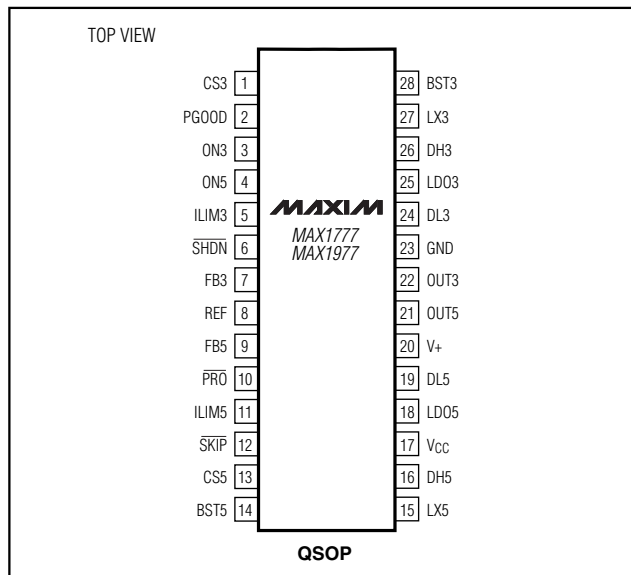 TOP VIEW
CS3 1
PGOOD 2
ON3 3
ON5 4
ILIM3 5
SHDN 6
FB3 7
REF 8
FB5 9
PRO 10
ILIM5 11
SKIP 12
CS5 13
BST5 14
MAXIM
MAX1777
MAX1977
28 BST3
27 LX3
26 DH3
25 LDO3
24 DL3
23 GND
22 OUT3
21 OUT5
20 V+
19 DL5
18 LDO5
17 VCC
16 DH5
15 LX5
QSOP